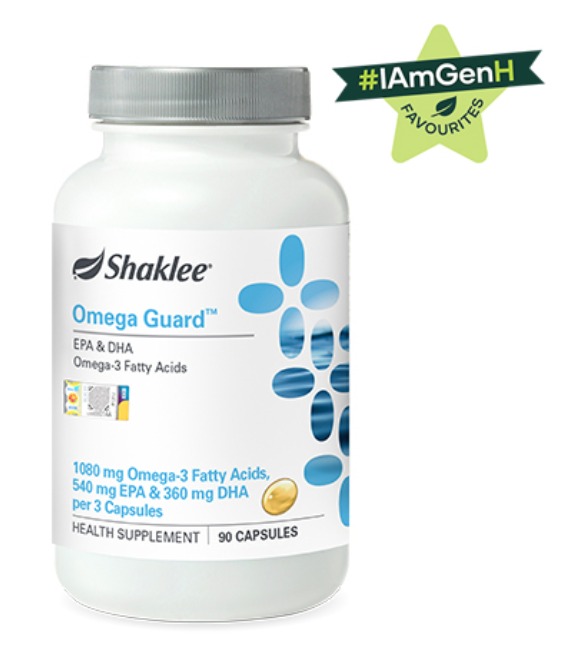 #IAmGenH
FAVOURITES
Shaklee®
Omega Guard™
EPA & DHA
Omega-3 Fatty Acids
1080 mg Omega-3 Fatty Acids,
540 mg EPA & 360 mg DHA
per 3 Capsules
HEALTH SUPPLEMENT | 90 CAPSULES